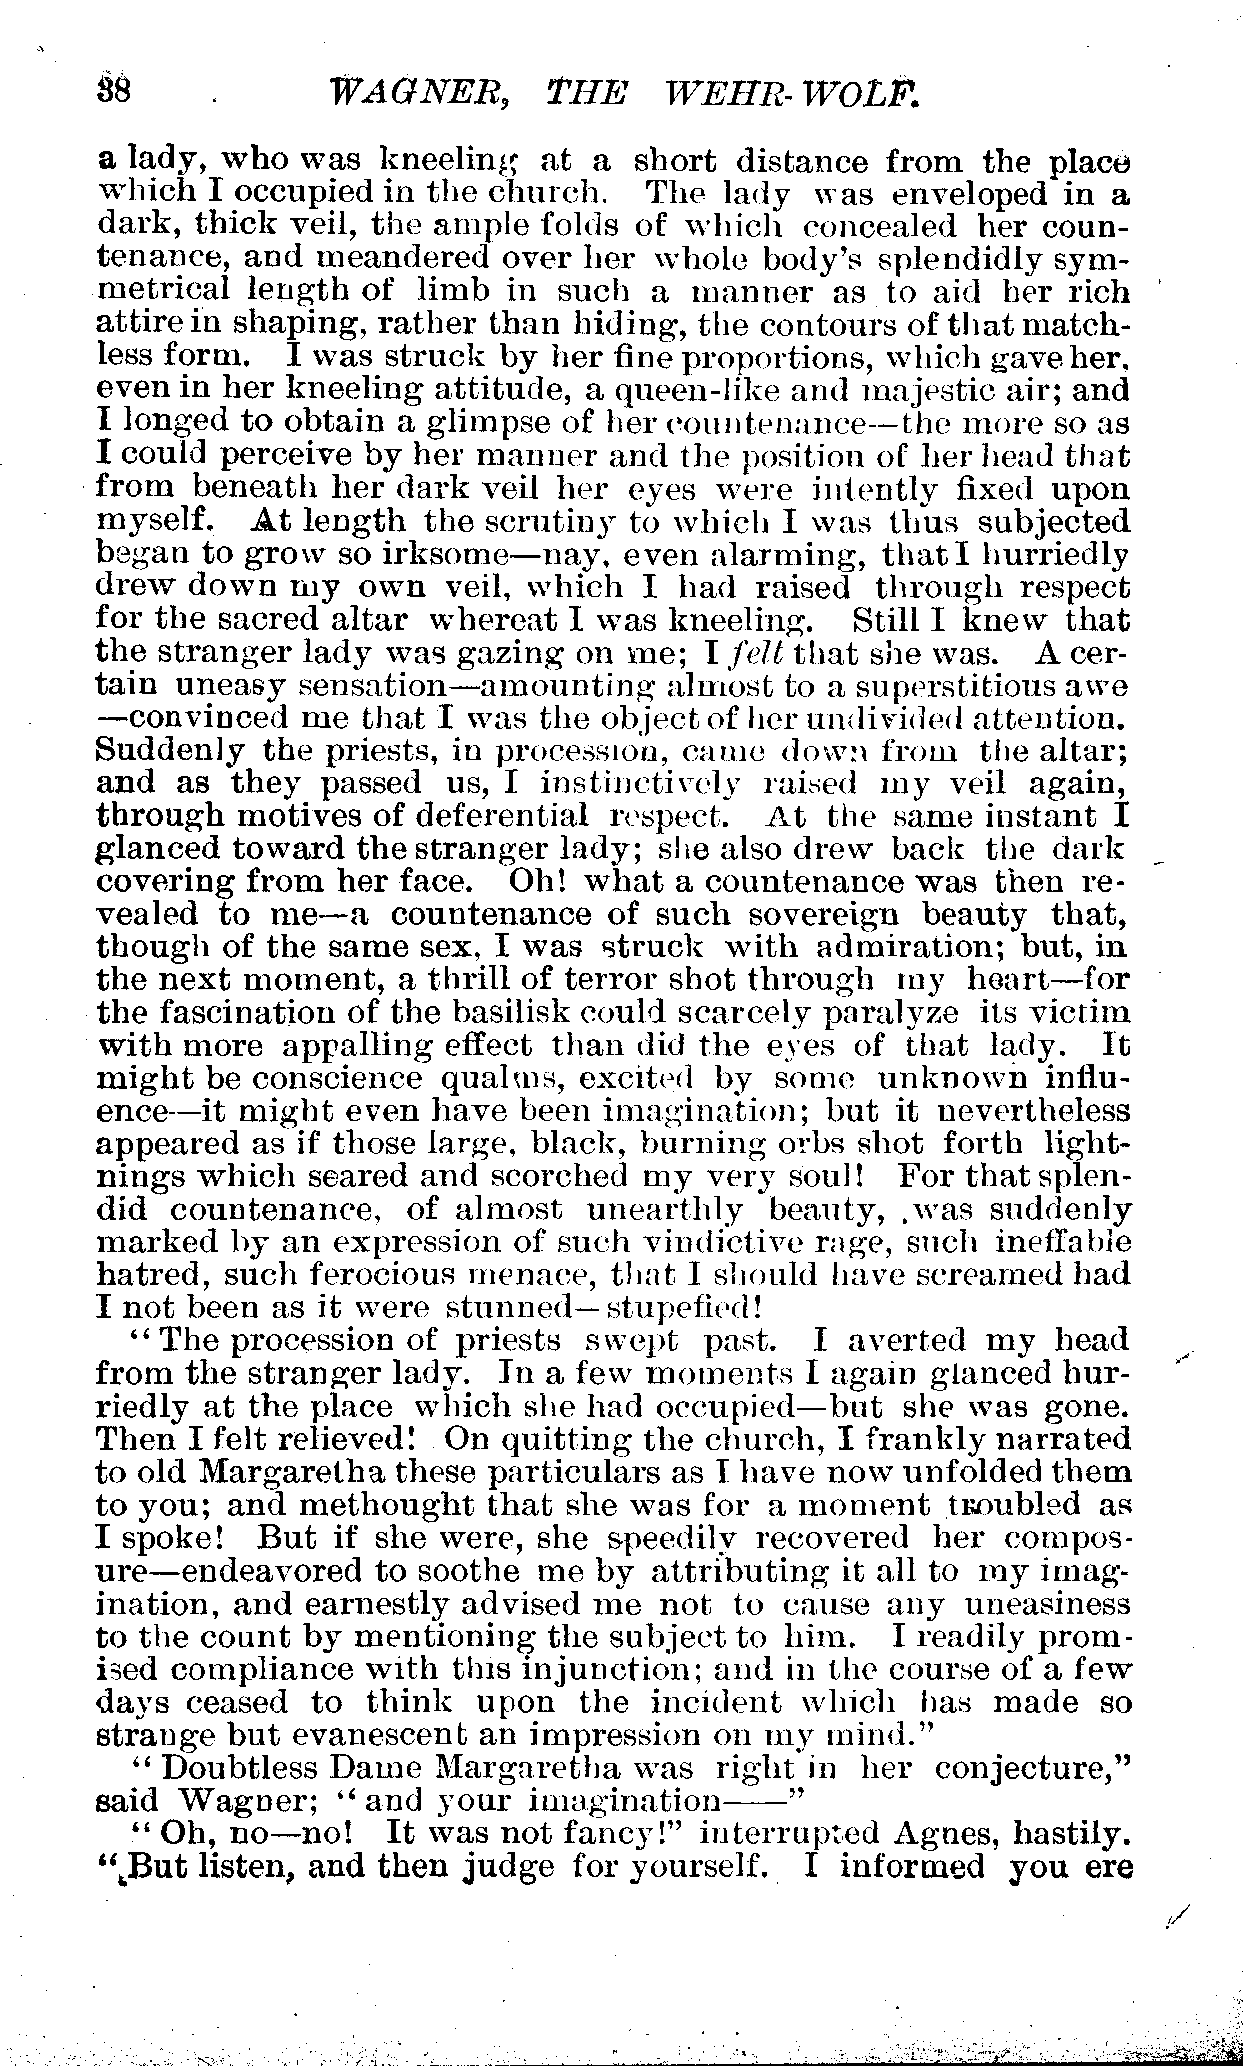 38 WAGNER, THE WEHR-WOLF.
a lady, who was kneeling at a short distance from the place
which I occupied in the church. The lady was enveloped in a
dark, thick veil, the ample folds of which concealed her coun-
tenance, and meandered over her whole body's splendidly sym-
metrical length of limb in such a manner as to aid her rich
attire in shaping, rather than hiding, the contours of that match-
less form. I was struck by her fine proportions, which gave her,
even in her kneeling attitude, a queen-like and majestic air; and
I longed to obtain a glimpse of her countenance—the more so as
I could perceive by her manner and the position of her head that
from beneath her dark veil her eyes were intently fixed upon
myself. At length the scrutiny to which I was thus subjected
began to grow so irksome—nay, even alarming, that I hurriedly
drew down my own veil, which I had raised through respect
for the sacred altar whereat I was kneeling. Still I knew that
the stranger lady was gazing on me; I felt that she was. A cer-
tain uneasy sensation—amounting almost to a superstitious awe
—convinced me that I was the object of her undivided attention.
Suddenly the priests, in procession, came down from the altar;
and as they passed us, I instinctively raised my veil again,
through motives of deferential respect. At the same instant I
glanced toward the stranger lady; she also drew back the dark
covering from her face. Oh! what a countenance was then re-
vealed to me—a countenance of such sovereign beauty that,
though of the same sex, I was struck with admiration; but, in
the next moment, a thrill of terror shot through my heart—for
the fascination of the basilisk could scarcely paralyze its victim
with more appalling effect than did the eyes of that lady. It
might be conscience qualms, excited by some unknown influ-
ence—it might even have been imagination; but it nevertheless
appeared as if those large, black, burning orbs shot forth light-
nings which seared and scorched my very soul! For that splen-
did countenance, of almost unearthly beauty, was suddenly
marked by an expression of such vindictive rage, such ineffable
hatred, such ferocious menace, that I should have screamed had
I not been as it were stunned—stupefied!
"The procession of priests swept past. I averted my head
from the stranger lady. In a few moments I again glanced hur-
riedly at the place which she had occupied—but she was gone.
Then I felt relieved! On quitting the church, I frankly narrated
to old Margaretha these particulars as I have now unfolded them
to you; and methought that she was for a moment troubled as
I spoke! But if she were, she speedily recovered her compos-
ure—endeavored to soothe me by attributing it all to my imag-
ination, and earnestly advised me not to cause any uneasiness
to the count by mentioning the subject to him. I readily prom-
ised compliance with this injunction; and in the course of a few
days ceased to think upon the incident which has made so
strange but evanescent an impression on my mind."
"Doubtless Dame Margaretha was right in her conjecture,"
said Wagner; "and your imagination——"
"Oh, no—no! It was not fancy!" interrupted Agnes, hastily.
"But listen, and then judge for yourself. I informed you ere